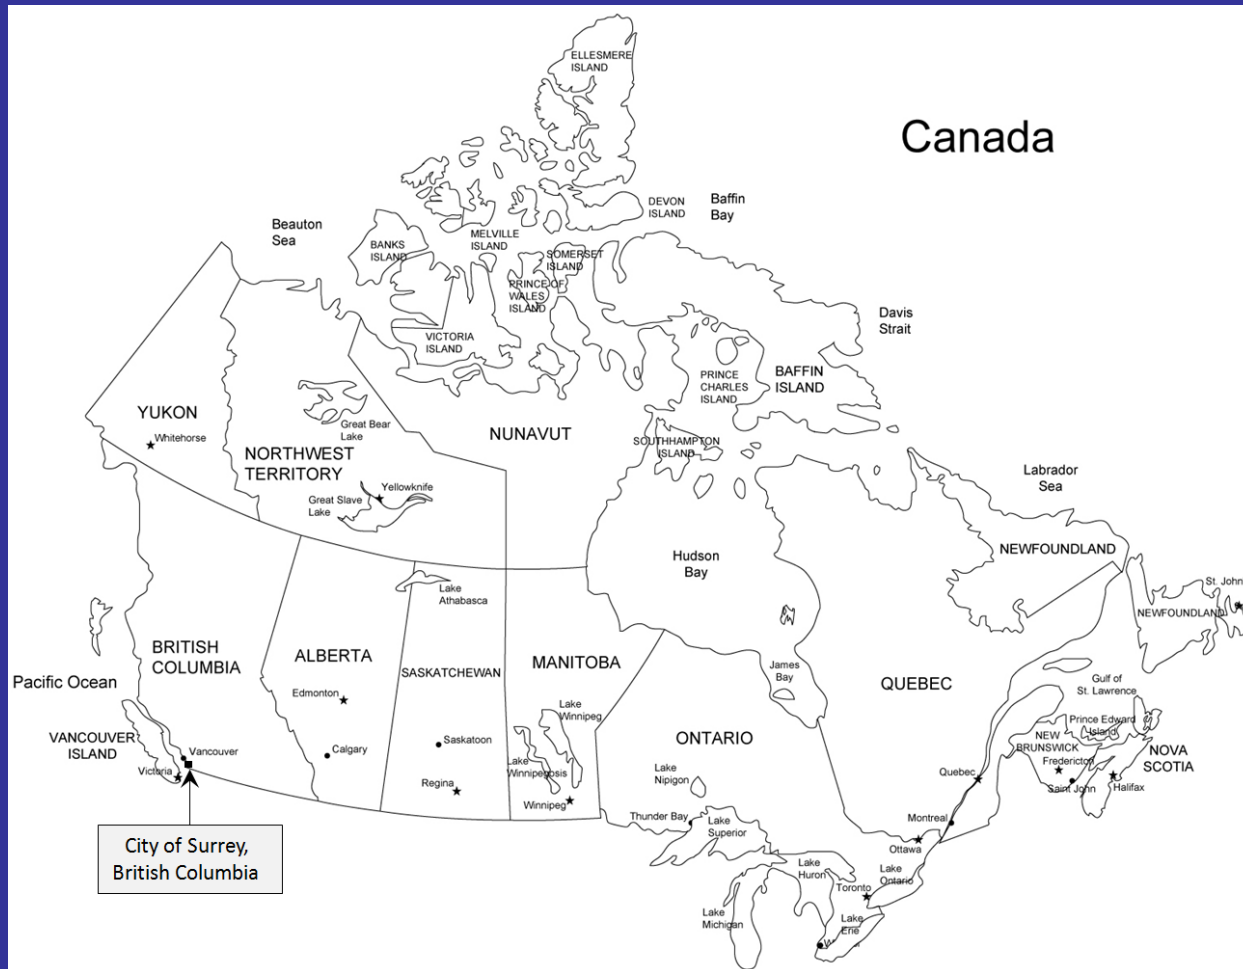 Canada
ELLESMERE
ISLAND
DEVON
ISLAND
Baffin
Bay
Beauton
Sea
BANKS
ISLAND
MELVILLE
ISLAND
SOMERSET
ISLAND
PRINCE OF
WALES
ISLAND
VICTORIA
ISLAND
Davis
Strait
PRINCE
CHARLES
ISLAND
BAFFIN
ISLAND
YUKON
Whitehorse
Great Bear
Lake
NORTHWEST
TERRITORY
NUNAVUT
SOUTHHAMPTON
ISLAND
Yellowknife
Great Slave
Lake
Labrador
Sea
Hudson
Bay
NEWFOUNDLAND
Lake
Athabasca
St. John
NEWFOUNDLAND
BRITISH
COLUMBIA
ALBERTA
SASKATCHEWAN
MANITOBA
James
Bay
QUEBEC
Gulf of
St. Lawrence
Pacific Ocean
Edmonton
Lake
Winnipeg
Prince Edward
Island
VANCOUVER
ISLAND
Vancouver
Victoria
Calgary
Saskatoon
Regina
Lake
Winnipegosis
Winnipeg
ONTARIO
Lake
Nipigon
NEW
BRUNSWICK
Fredericton
Saint John
NOVA
SCOTIA
Halifax
Quebec
Montreal
Ottawa
Thunder Bay
Lake
Superior
Lake
Huron
Lake
Ontario
Toronto
Lake
Michigan
Lake
Erie
City of Surrey,
British Columbia